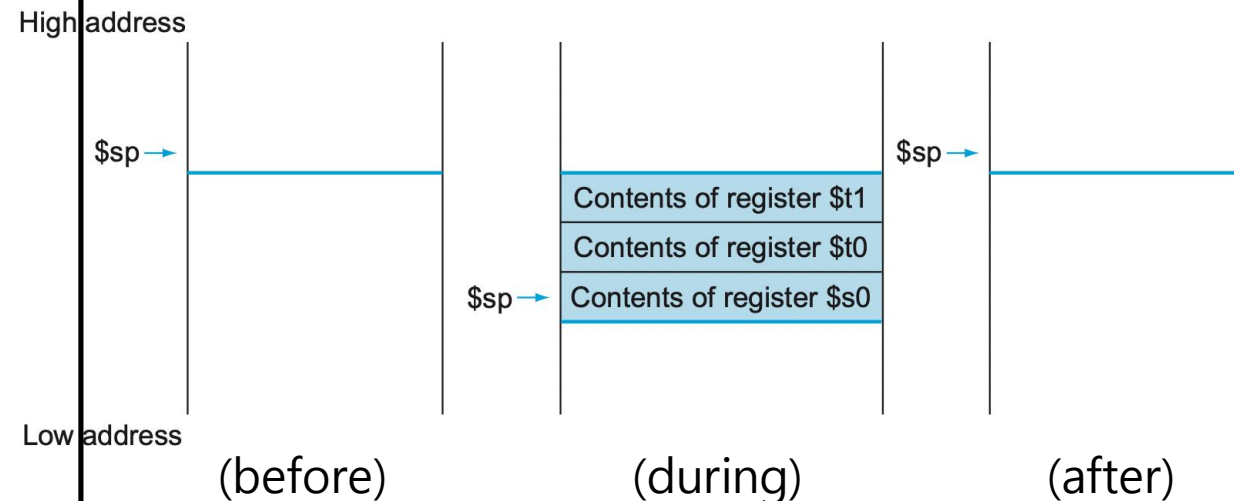 High address
$sp
$sp
Contents of register $t1
Contents of register $t0
$sp
Contents of register $s0
Low address
(before)
(during)
(after)